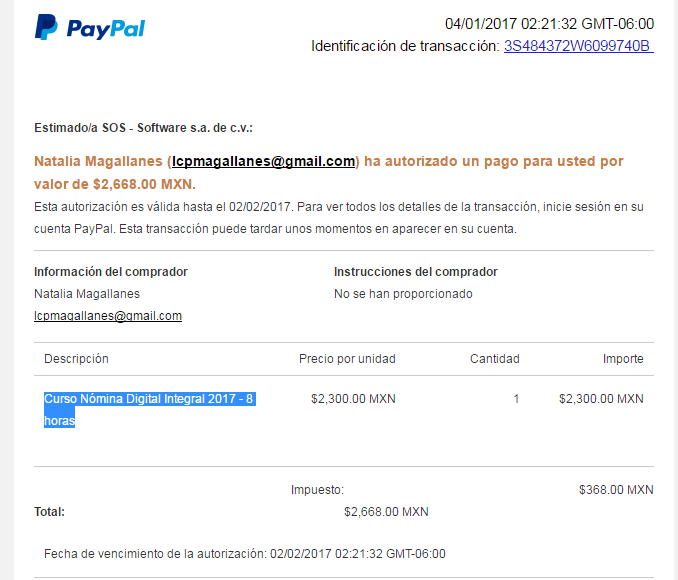 PayPal
04/01/2017 02:21:32 GMT-06:00
Identificación de transacción: 3S484372W6099740B
Estimado/a SOS - Software s.a. de c.v.:
Natalia Magallanes (lcpmagallanes@gmail.com) ha autorizado un pago para usted por
valor de $2,668.00 MXN.
Esta autorización es válida hasta el 02/02/2017. Para ver todos los detalles de la transacción, inicie sesión en su
cuenta PayPal. Esta transacción puede tardar unos momentos en aparecer en su cuenta.
Información del comprador Instrucciones del comprador
Natalia Magallanes No se han proporcionado
lcpmagallanes@gmail.com
Descripción Precio por unidad Cantidad Importe
Curso Nómina Digital Integral 2017 - 8 $2,300.00 MXN 1 $2,300.00 MXN
horas
Impuesto: $368.00 MXN
Total: $2,668.00 MXN
Fecha de vencimiento de la autorización: 02/02/2017 02:21:32 GMT-06:00